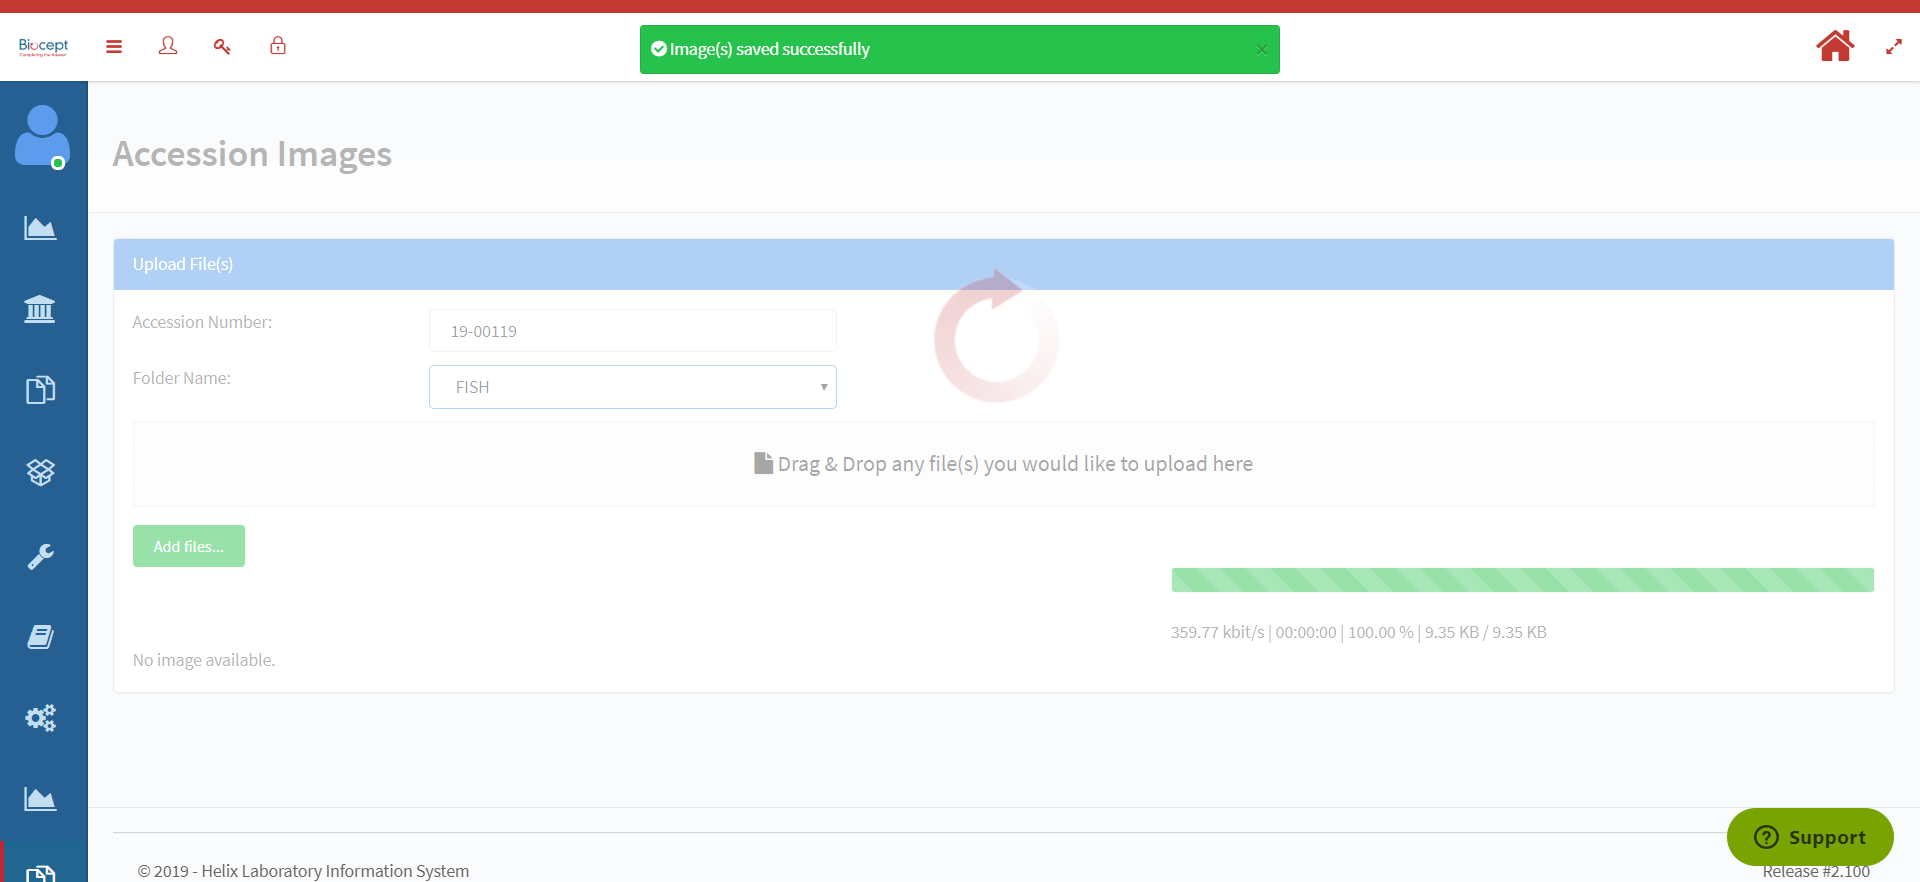 Biocept
Image(s) saved successfully
×
Accession Images
Upload File(s)
Accession Number:
19-00119
Folder Name:
FISH
Drag & Drop any file(s) you would like to upload here
Add files...
359.77 kbit/s | 00:00:00 | 100.00 % | 9.35 KB / 9.35 KB
No image available.
Support
© 2019 - Helix Laboratory Information System
Release #2.100